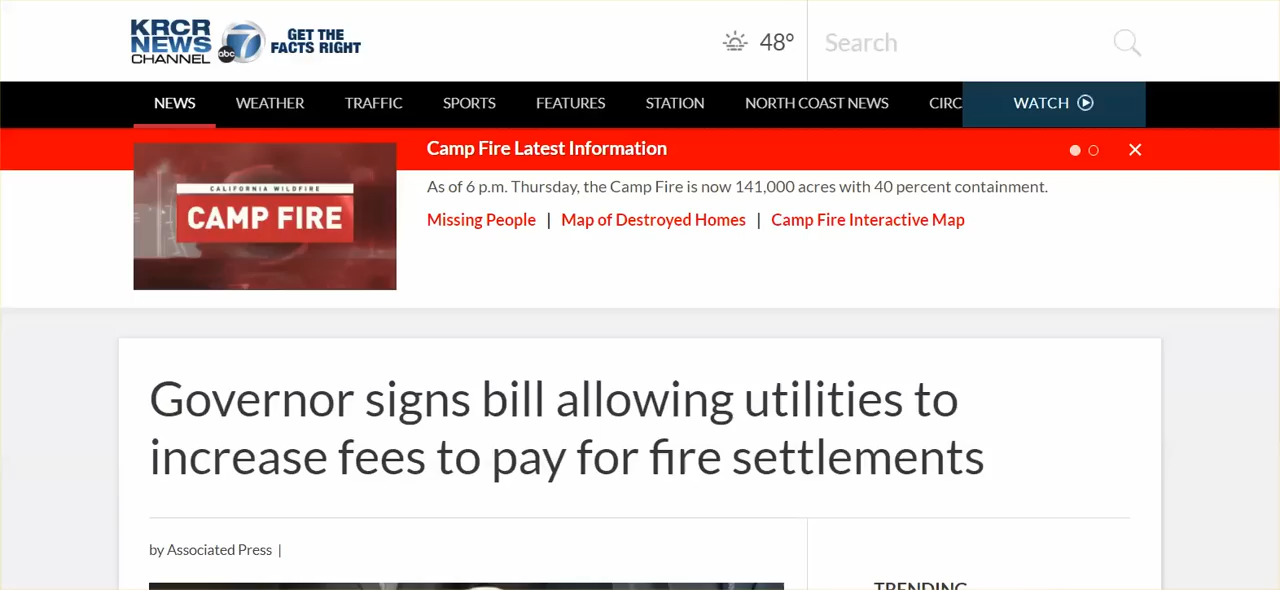 KRCR
NEWS
CHANNEL
abc 7
GET THE
FACTS RIGHT
48°
Search
NEWS WEATHER TRAFFIC SPORTS FEATURES STATION NORTH COAST NEWS CIRC WATCH
Camp Fire Latest Information
CALIFORNIA WILDFIRE
CAMP FIRE
As of 6 p.m. Thursday, the Camp Fire is now 141,000 acres with 40 percent containment.
Missing People | Map of Destroyed Homes | Camp Fire Interactive Map
Governor signs bill allowing utilities to
increase fees to pay for fire settlements
by Associated Press |
TRENDING